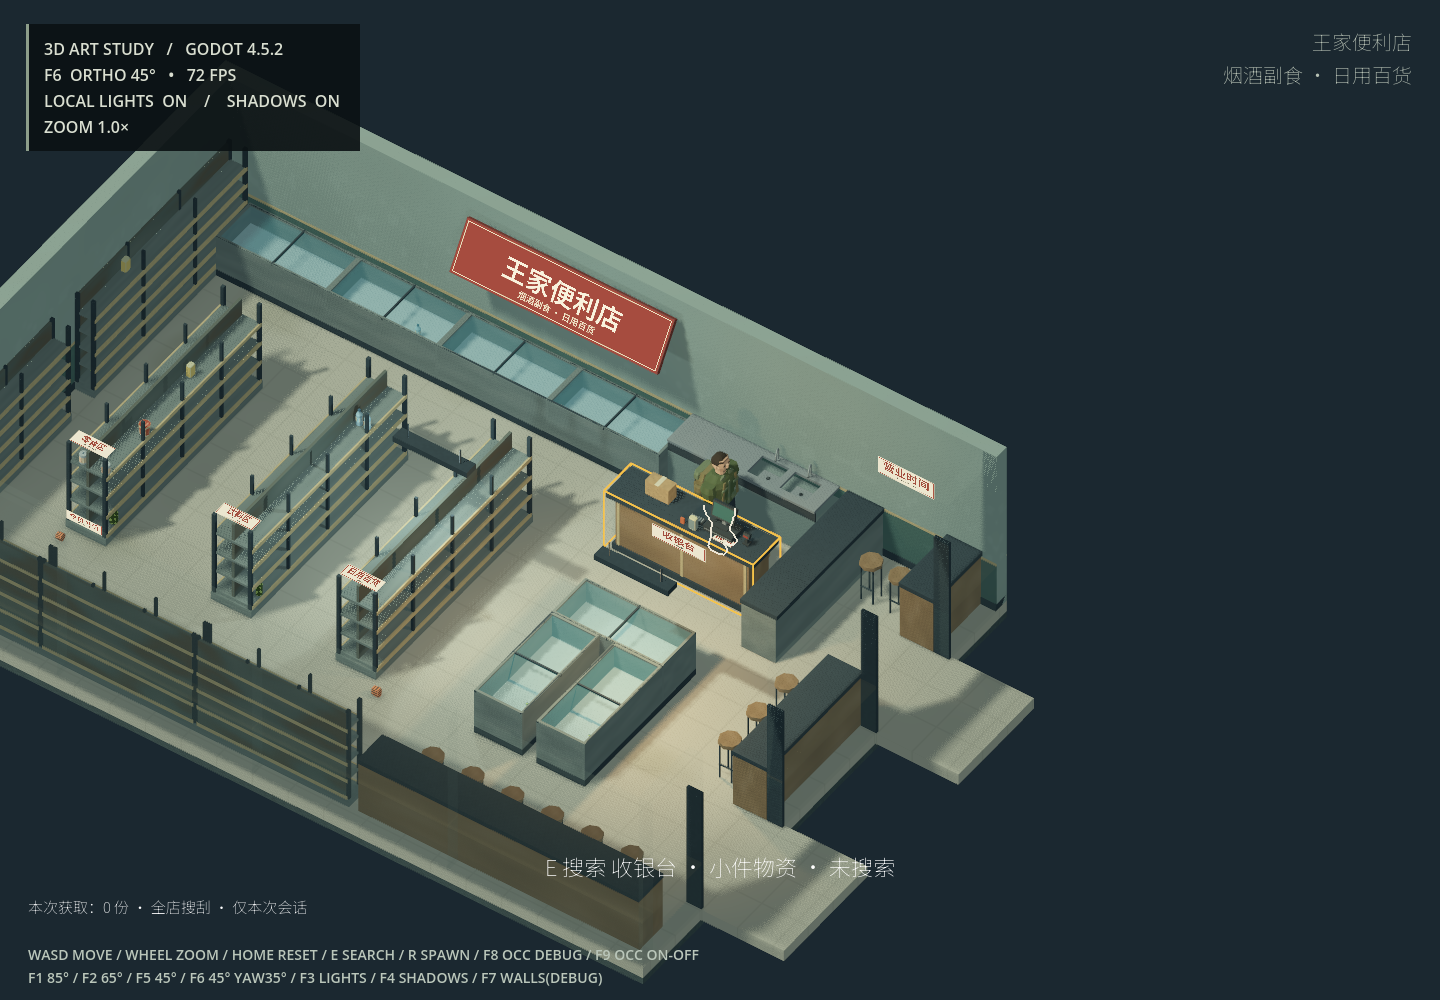 3D ART STUDY / GODOT 4.5.2
F6 ORTHO 45° • 72 FPS
LOCAL LIGHTS ON / SHADOWS ON
ZOOM 1.0×
王家便利店
烟酒副食 · 日用百货
王家便利店
烟酒副食 · 日用百货
营业时间
收银台
E 搜索 收银台 · 小件物资 · 未搜索
本次获取：0 份 · 全店搜刮 · 仅本次会话
WASD MOVE / WHEEL ZOOM / HOME RESET / E SEARCH / R SPAWN / F8 OCC DEBUG / F9 OCC ON-OFF
F1 85° / F2 65° / F5 45° / F6 45° YAW35° / F3 LIGHTS / F4 SHADOWS / F7 WALLS(DEBUG)